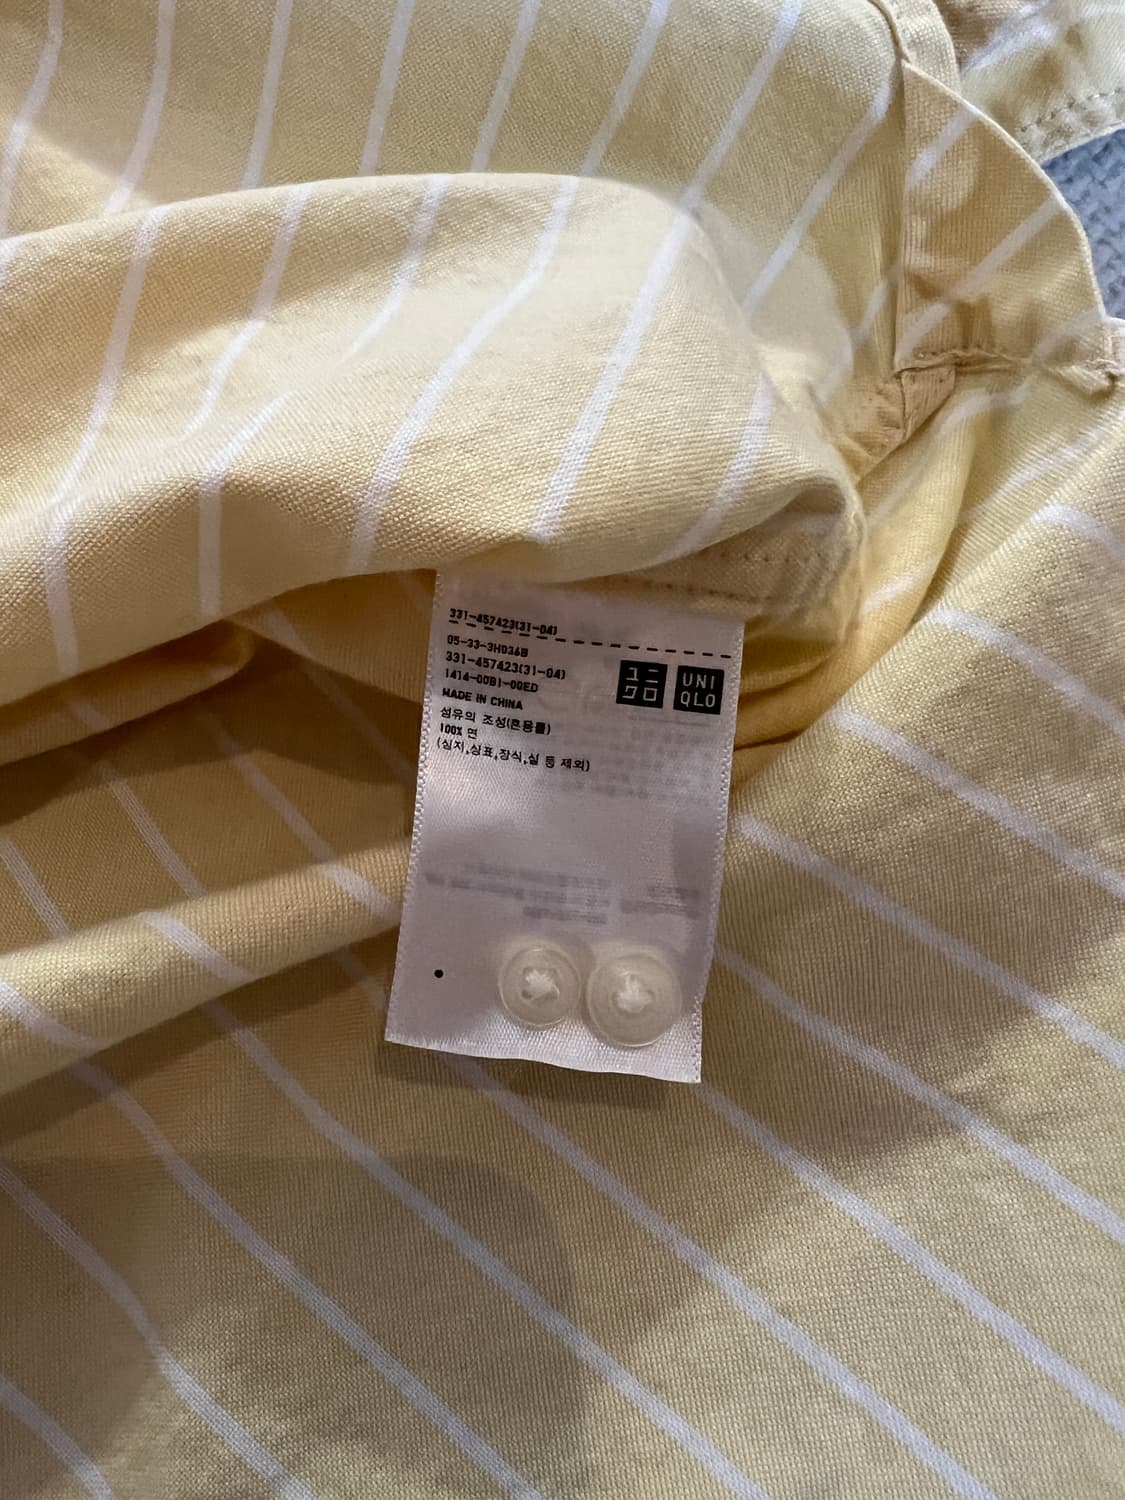 331-457423(31-04)
05-33-3H036B
331-457423(31-04)
1414-00B1-00ED
MADE IN CHINA
섬유의 조성(혼용률)
100% 면
(심지,상표,장식,실 등 제외)
ユニ
クロ
UNI
QLO